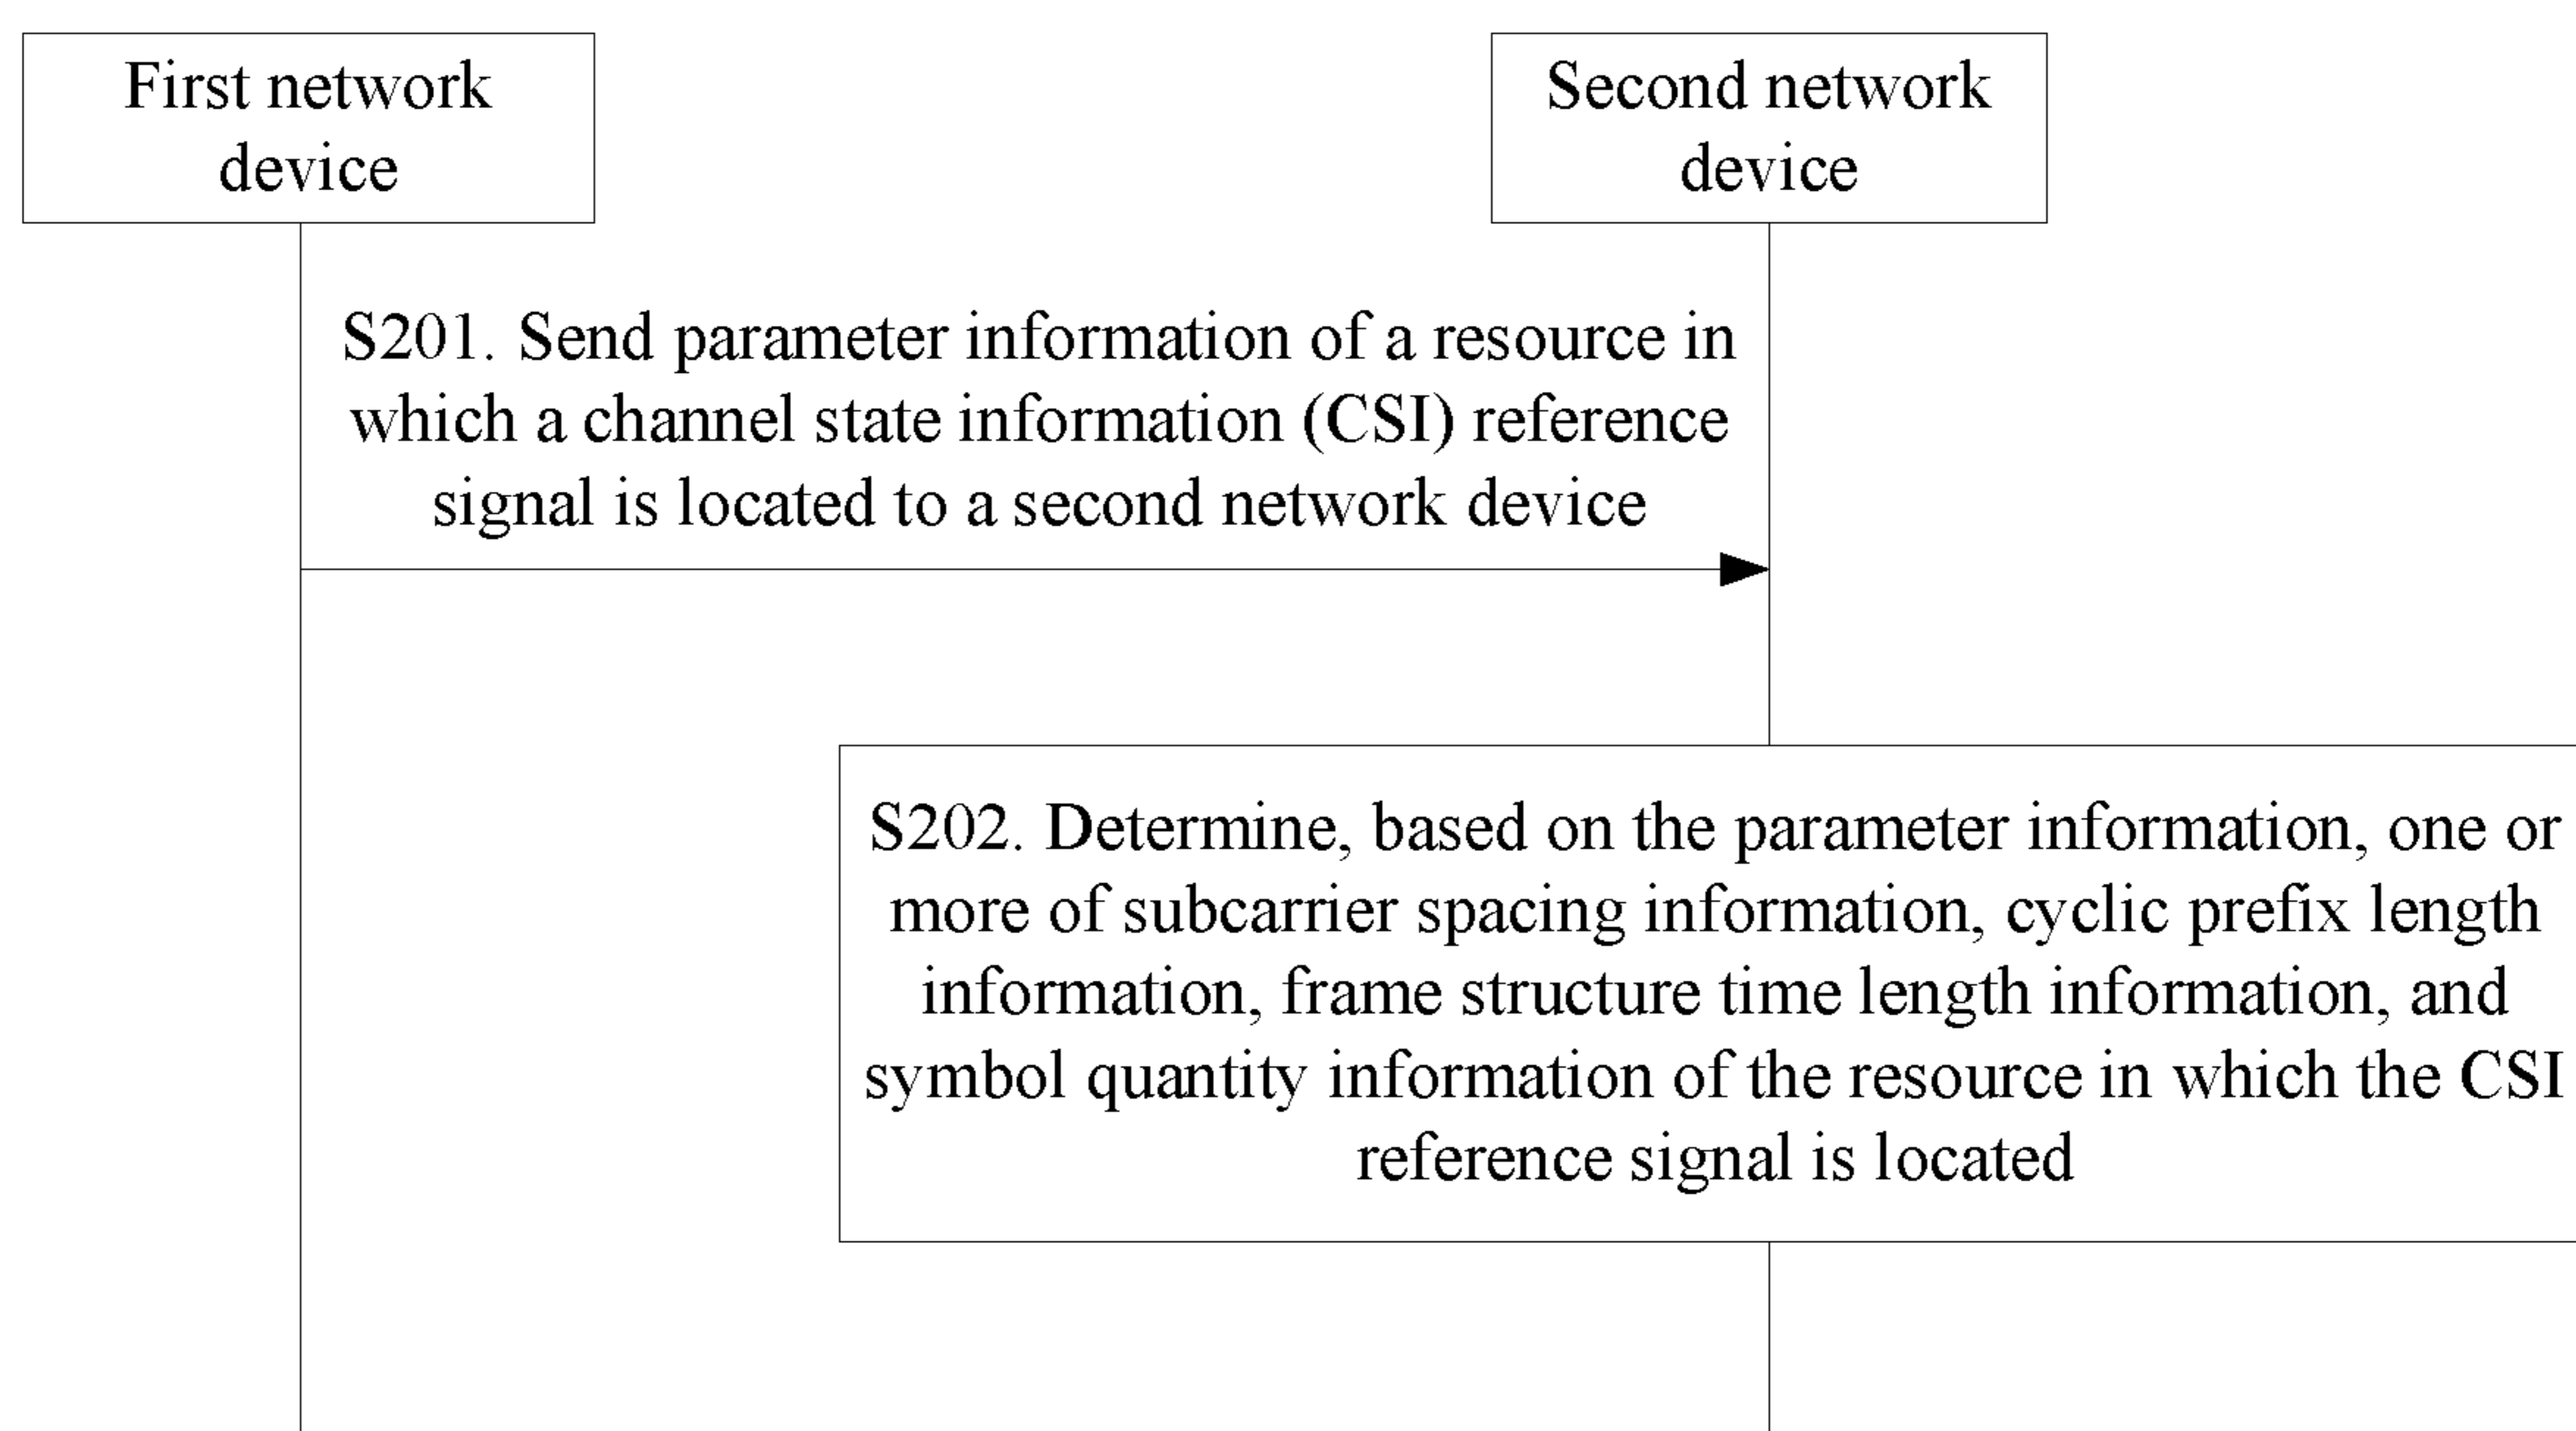 First network
device
Second network
device
S201. Send parameter information of a resource in
which a channel state information (CSI) reference
signal is located to a second network device
S202. Determine, based on the parameter information, one or
more of subcarrier spacing information, cyclic prefix length
information, frame structure time length information, and
symbol quantity information of the resource in which the CSI
reference signal is located